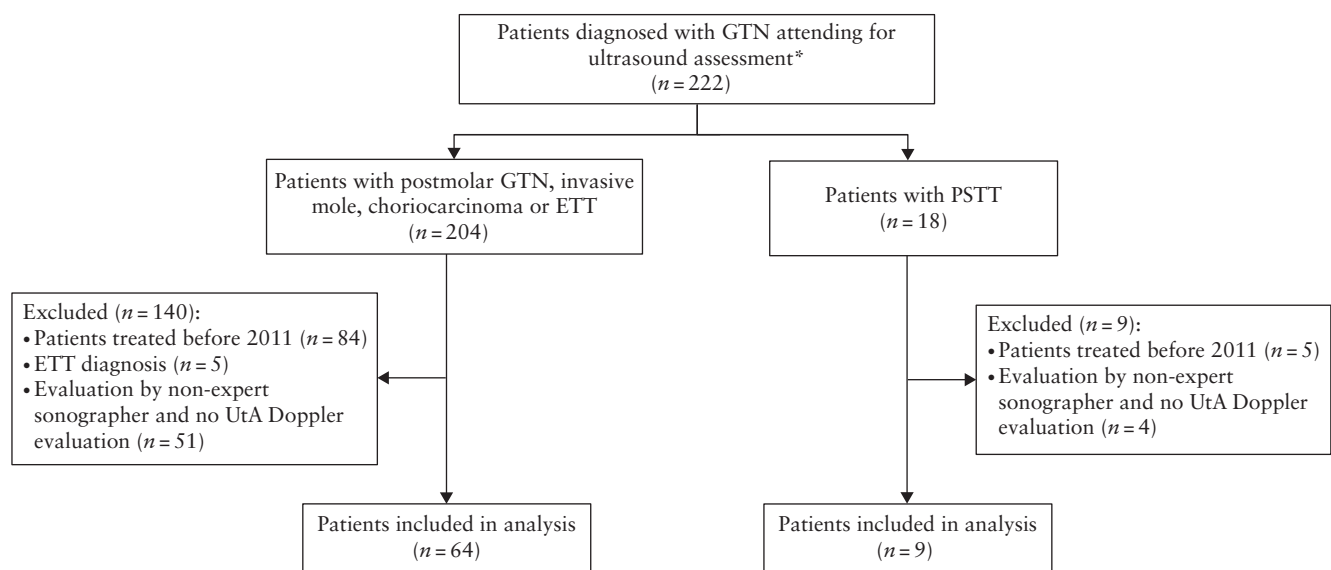 Patients diagnosed with GTN attending for
ultrasound assessment*
(n = 222)
Patients with postmolar GTN, invasive
mole, choriocarcinoma or ETT
(n = 204)
Patients with PSTT
(n = 18)
Excluded (n = 140):
• Patients treated before 2011 (n = 84)
• ETT diagnosis (n = 5)
• Evaluation by non-expert
sonographer and no UtA Doppler
evaluation (n = 51)
Excluded (n = 9):
• Patients treated before 2011 (n = 5)
• Evaluation by non-expert
sonographer and no UtA Doppler
evaluation (n = 4)
Patients included in analysis
(n = 64)
Patients included in analysis
(n = 9)